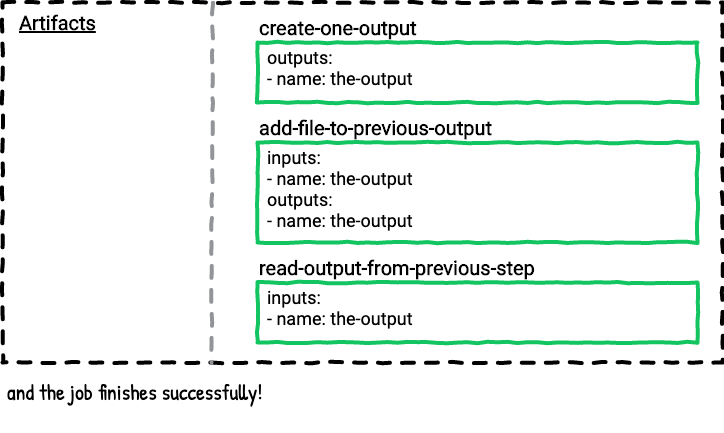 Artifacts
create-one-output
outputs:
- name: the-output
add-file-to-previous-output
inputs:
- name: the-output
outputs:
- name: the-output
read-output-from-previous-step
inputs:
- name: the-output
and the job finishes successfully!